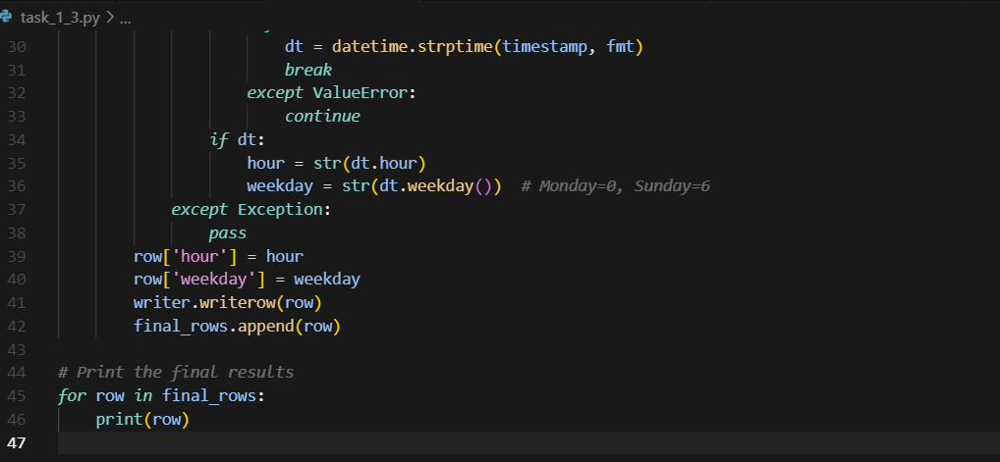 task_1_3.py > ...
30 dt = datetime.strptime(timestamp, fmt)
31 break
32 except ValueError:
33 continue
34 if dt:
35 hour = str(dt.hour)
36 weekday = str(dt.weekday())  # Monday=0, Sunday=6
37 except Exception:
38 pass
39 row['hour'] = hour
40 row['weekday'] = weekday
41 writer.writerow(row)
42 final_rows.append(row)
43
44 # Print the final results
45 for row in final_rows:
46 print(row)
47